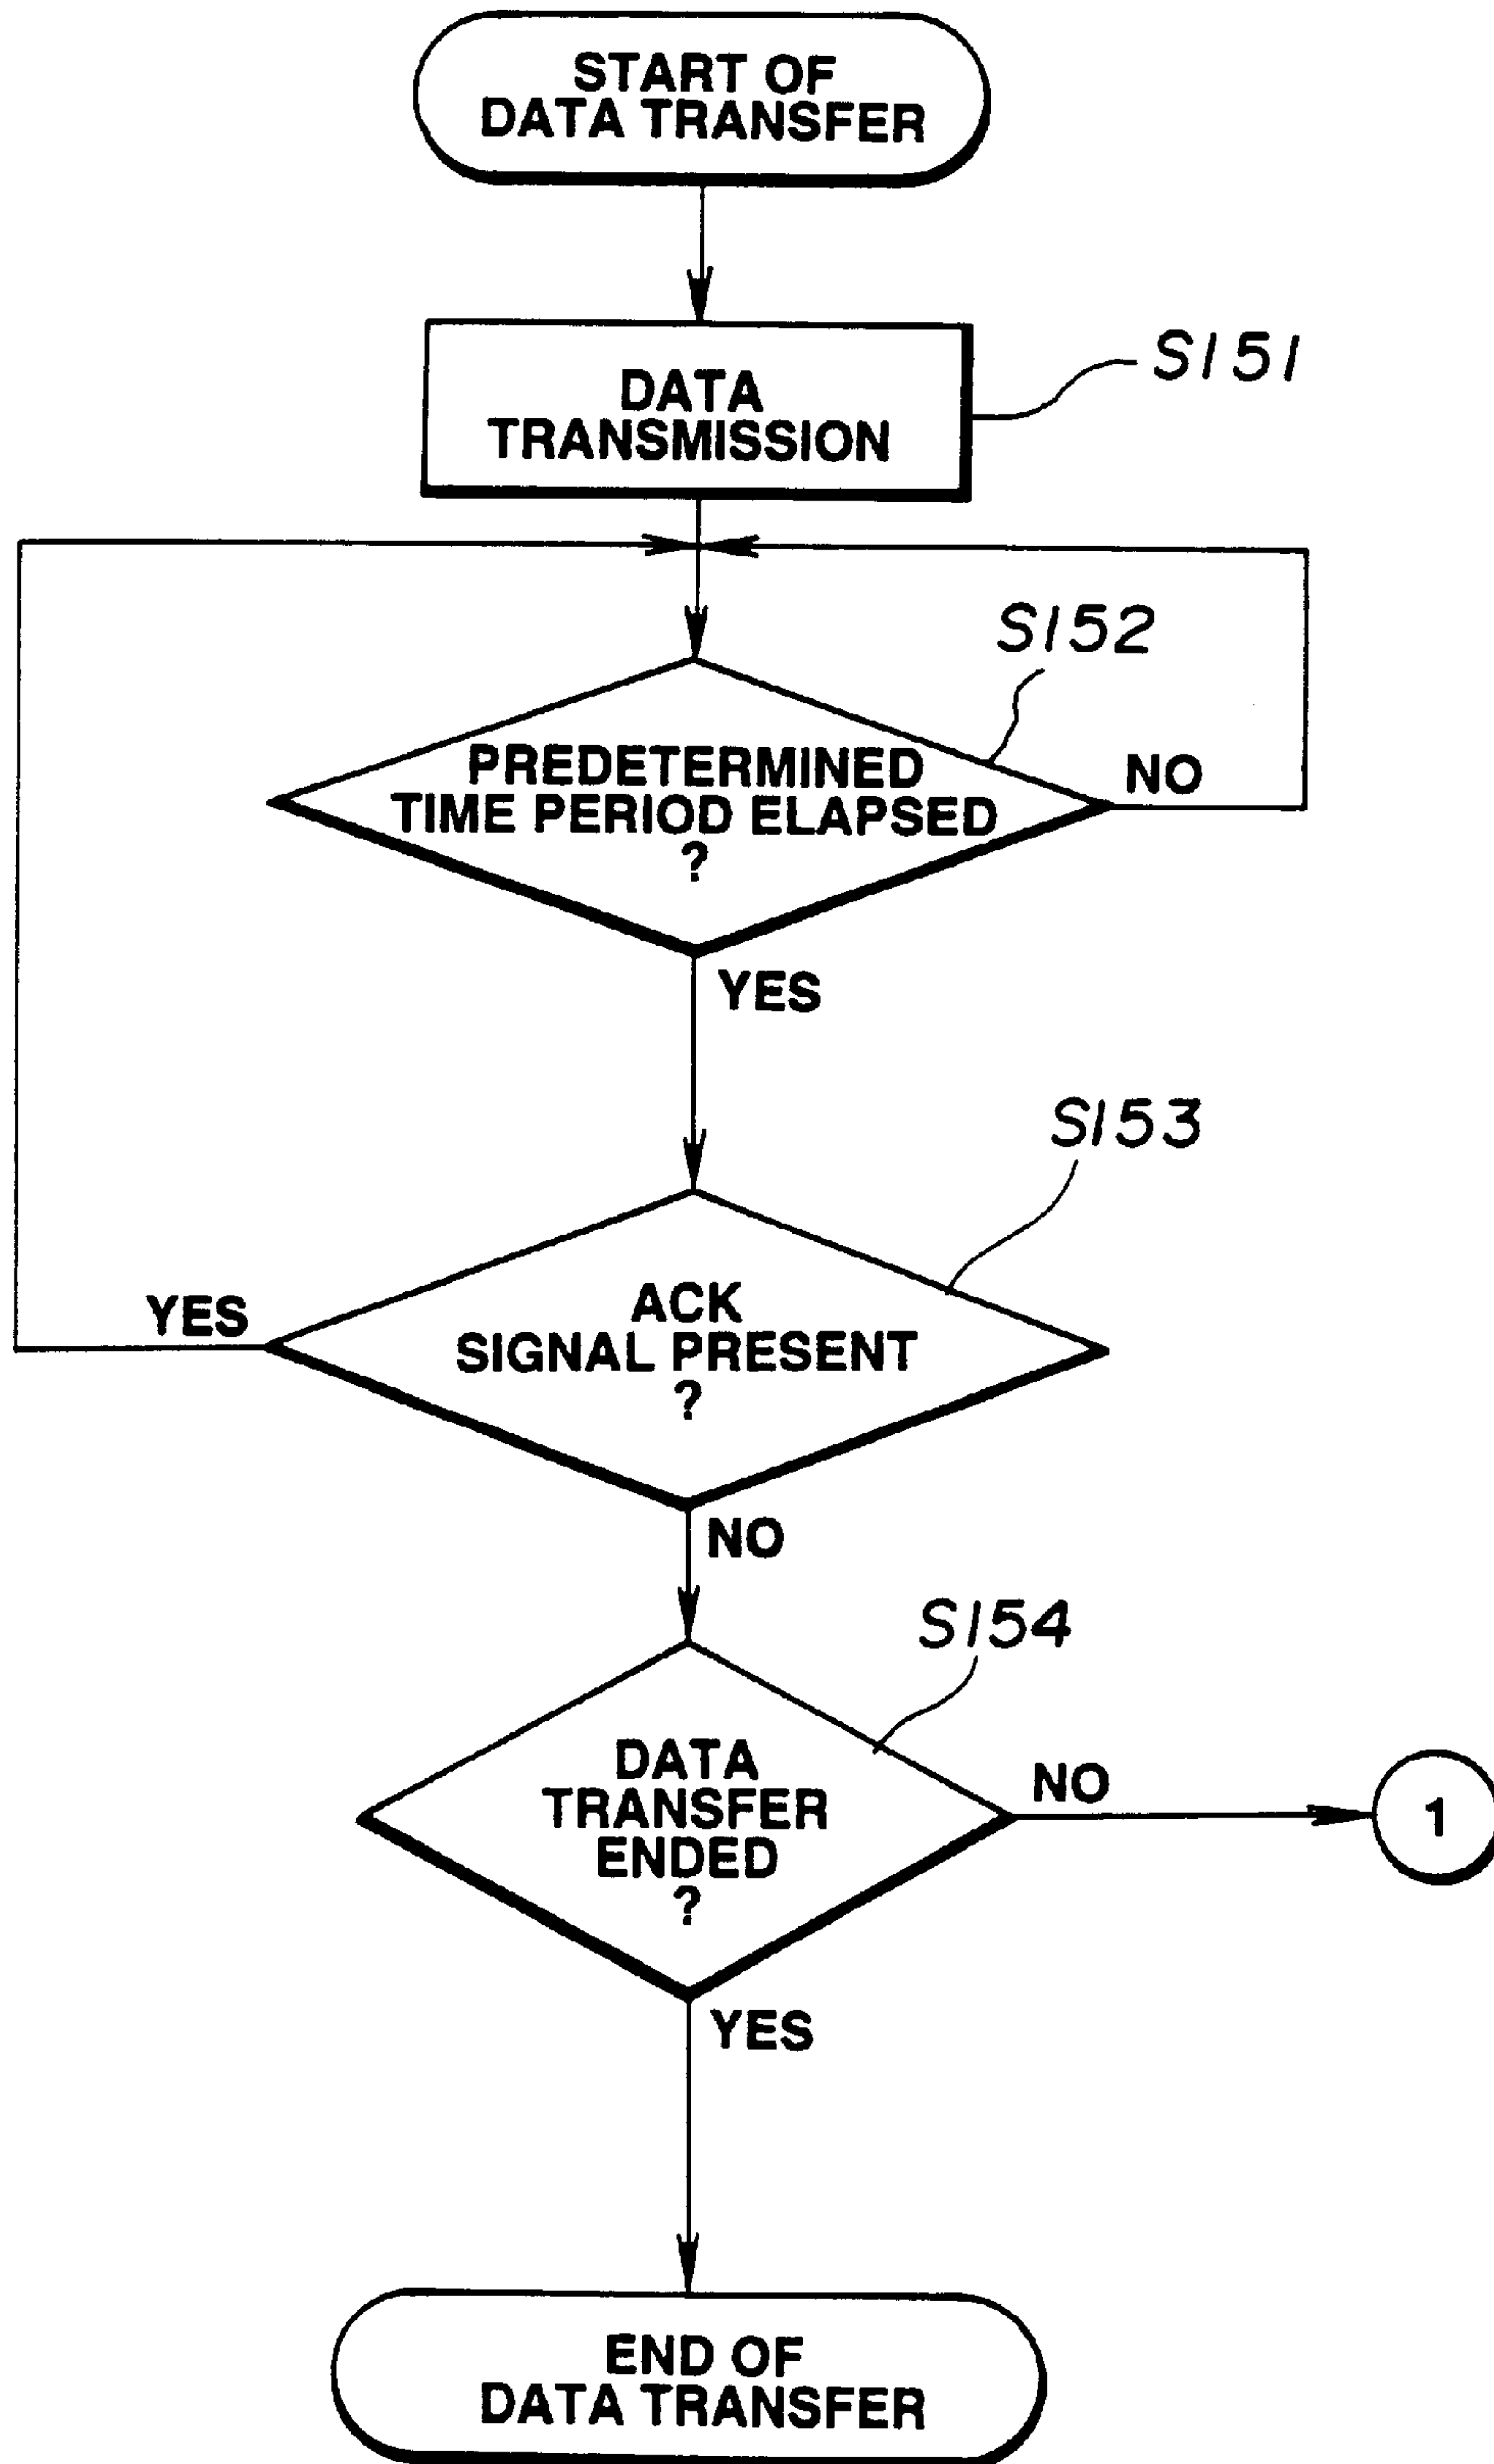 START OF
DATA TRANSFER
DATA
TRANSMISSION
S151
S152
PREDETERMINED
TIME PERIOD ELAPSED
?
NO
YES
S153
ACK
SIGNAL PRESENT
?
YES
NO
S154
DATA
TRANSFER
ENDED
?
NO
1
YES
END OF
DATA TRANSFER